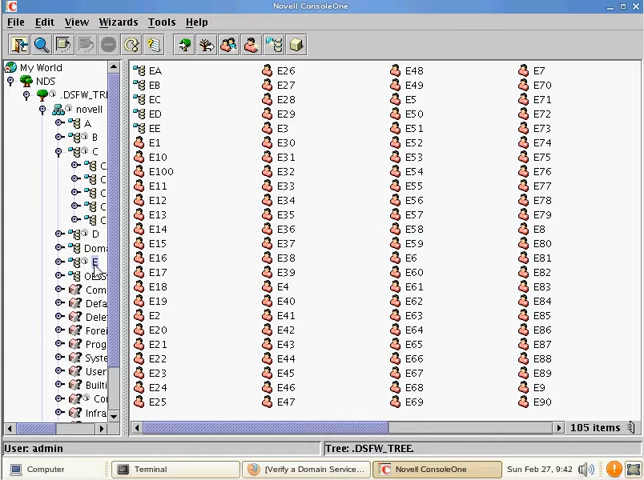 Novell ConsoleOne
File Edit View Wizards Tools Help
My World
NDS
.DSFW_TRE
novell
A
B
C
C
C
C
C
C
D
Doma
E
OESSy
Com
Defa
Dele
Forei
Prog
Syste
User
Builti
Co
Infra
EA
EB
EC
ED
EE
E1
E10
E100
E11
E12
E13
E14
E15
E16
E17
E18
E19
E2
E20
E21
E22
E23
E24
E25
E26
E27
E28
E29
E3
E30
E31
E32
E33
E34
E35
E36
E37
E38
E39
E4
E40
E41
E42
E43
E44
E45
E46
E47
E48
E49
E5
E50
E51
E52
E53
E54
E55
E56
E57
E58
E59
E6
E60
E61
E62
E63
E64
E65
E66
E67
E68
E69
E7
E70
E71
E72
E73
E74
E75
E76
E77
E78
E79
E8
E80
E81
E82
E83
E84
E85
E86
E87
E88
E89
E9
E90
105 items
User: admin
Tree: .DSFW_TREE.
Computer
Terminal
[Verify a Domain Service...
Novell ConsoleOne
Sun Feb 27, 9:42